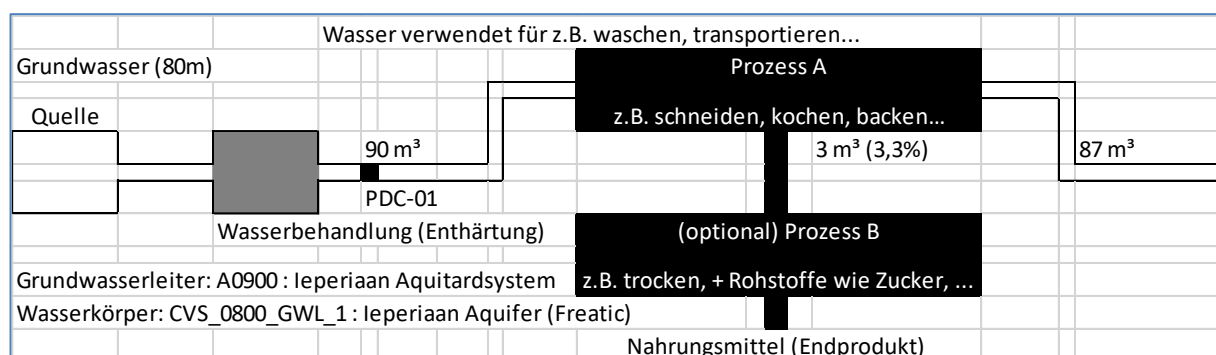 Wasser verwendet für z.B. waschen, transportieren...
Grundwasser (80m)
Prozess A
Quelle
z.B. schneiden, kochen, backen...
90 m³
3 m³ (3,3%)
87 m³
PDC-01
Wasserbehandlung (Enthärtung)
(optional) Prozess B
Grundwasserleiter: A0900 : Ieperiaan Aquitardsystem
z.B. trocken, + Rohstoffe wie Zucker, ...
Wasserkörper: CVS_0800_GWL_1 : Ieperiaan Aquifer (Freatic)
Nahrungsmittel (Endprodukt)